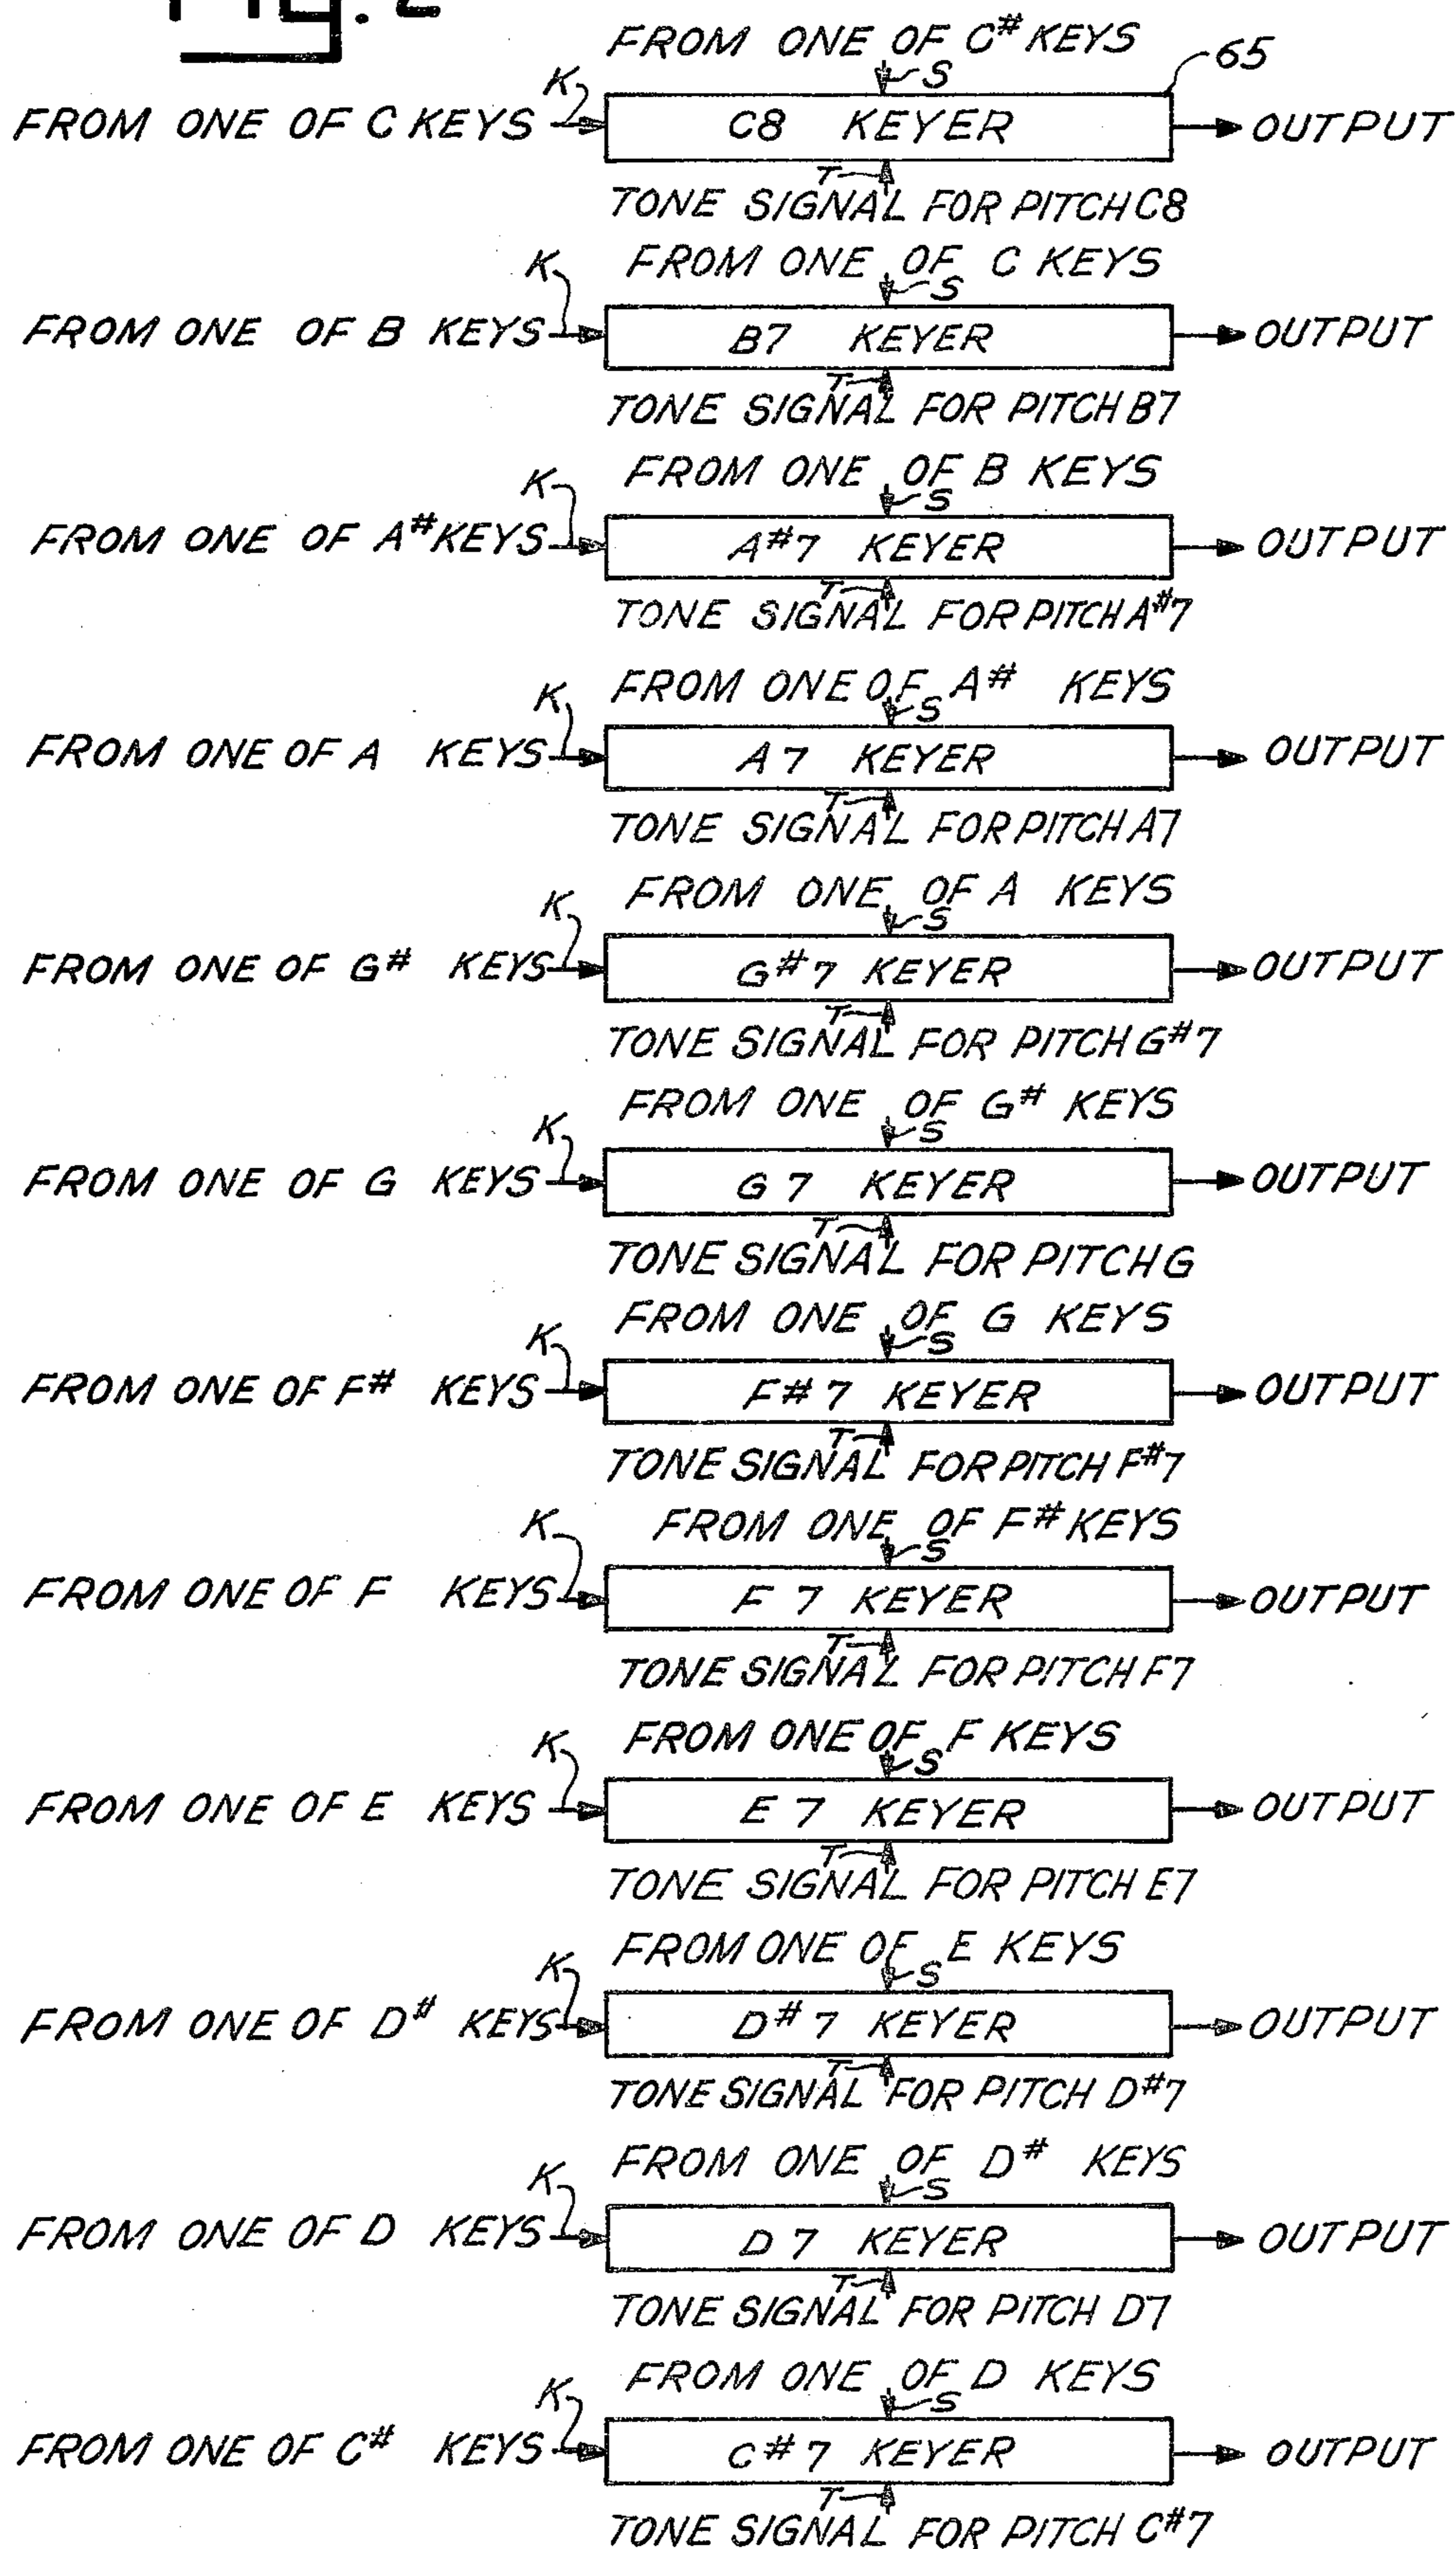 Fig. 2
FROM ONE OF C# KEYS
65
K
S
FROM ONE OF C KEYS
C8 KEYER
OUTPUT
T
TONE SIGNAL FOR PITCH C8
FROM ONE OF C KEYS
K
S
FROM ONE OF B KEYS
B7 KEYER
OUTPUT
T
TONE SIGNAL FOR PITCH B7
FROM ONE OF B KEYS
K
S
FROM ONE OF A# KEYS
A#7 KEYER
OUTPUT
T
TONE SIGNAL FOR PITCH A#7
FROM ONE OF A# KEYS
K
S
FROM ONE OF A KEYS
A7 KEYER
OUTPUT
T
TONE SIGNAL FOR PITCH A7
FROM ONE OF A KEYS
K
S
FROM ONE OF G# KEYS
G#7 KEYER
OUTPUT
T
TONE SIGNAL FOR PITCH G#7
FROM ONE OF G# KEYS
K
S
FROM ONE OF G KEYS
G7 KEYER
OUTPUT
T
TONE SIGNAL FOR PITCH G
FROM ONE OF G KEYS
K
S
FROM ONE OF F# KEYS
F#7 KEYER
OUTPUT
T
TONE SIGNAL FOR PITCH F#7
FROM ONE OF F# KEYS
K
S
FROM ONE OF F KEYS
F7 KEYER
OUTPUT
T
TONE SIGNAL FOR PITCH F7
FROM ONE OF F KEYS
K
S
FROM ONE OF E KEYS
E7 KEYER
OUTPUT
T
TONE SIGNAL FOR PITCH E7
FROM ONE OF E KEYS
K
S
FROM ONE OF D# KEYS
D#7 KEYER
OUTPUT
T
TONE SIGNAL FOR PITCH D#7
FROM ONE OF D# KEYS
K
S
FROM ONE OF D KEYS
D7 KEYER
OUTPUT
T
TONE SIGNAL FOR PITCH D7
FROM ONE OF D KEYS
K
S
FROM ONE OF C# KEYS
C#7 KEYER
OUTPUT
T
TONE SIGNAL FOR PITCH C#7